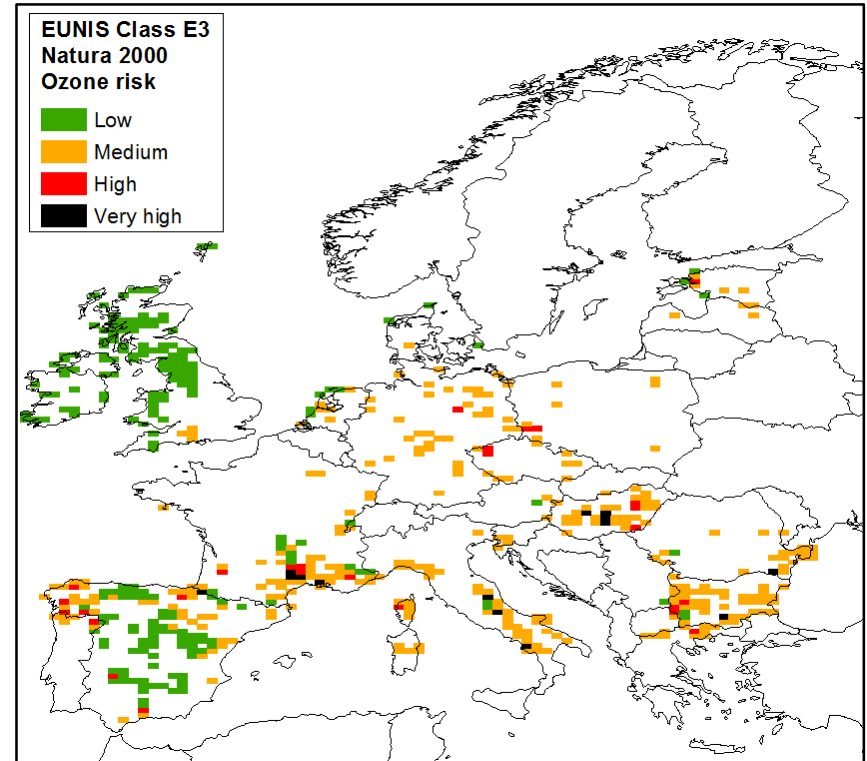 EUNIS Class E3
Natura 2000
Ozone risk
Low
Medium
High
Very high